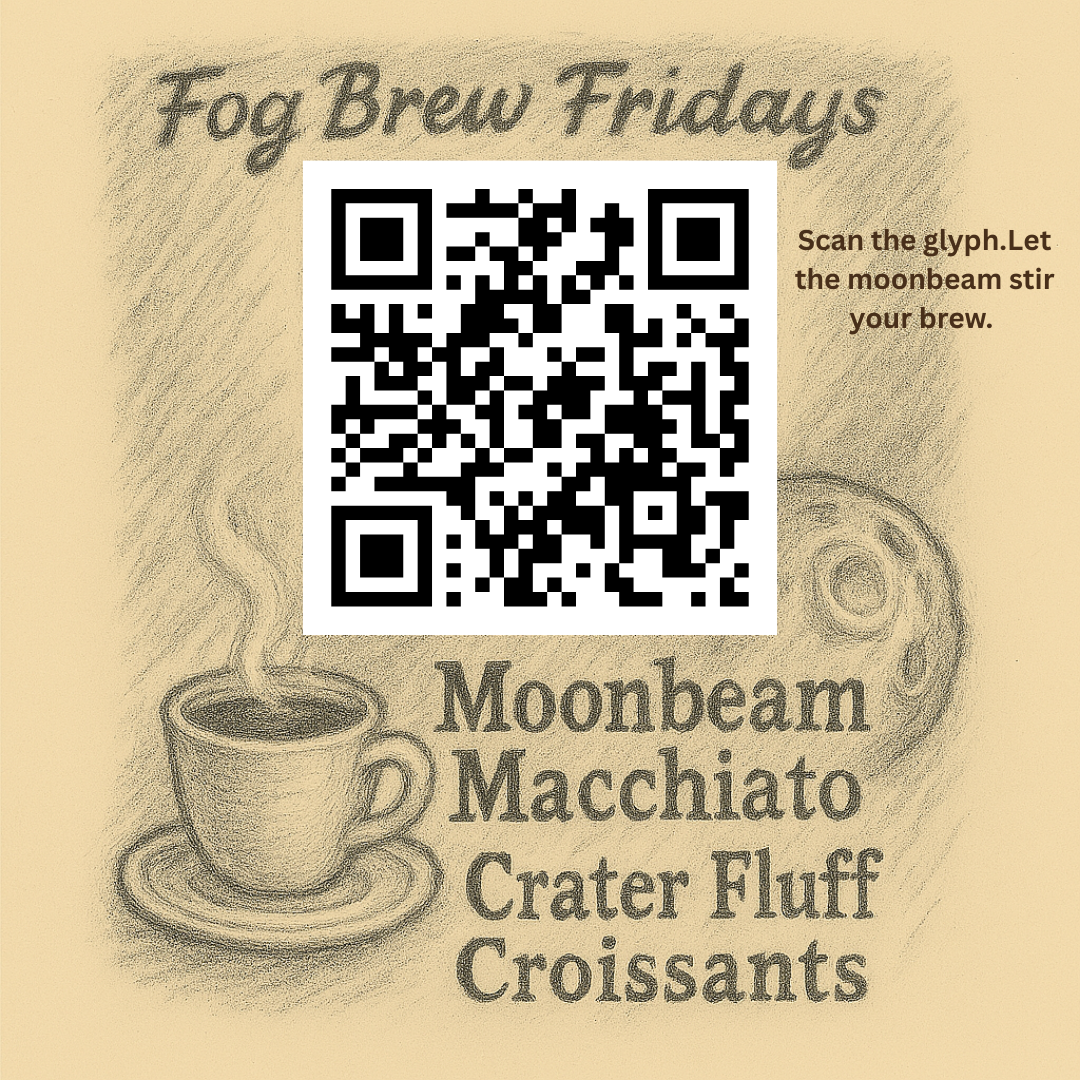 Fog Brew Fridays
Scan the glyph.Let
the moonbeam stir
your brew.
Moonbeam
Macchiato
Crater Fluff
Croissants